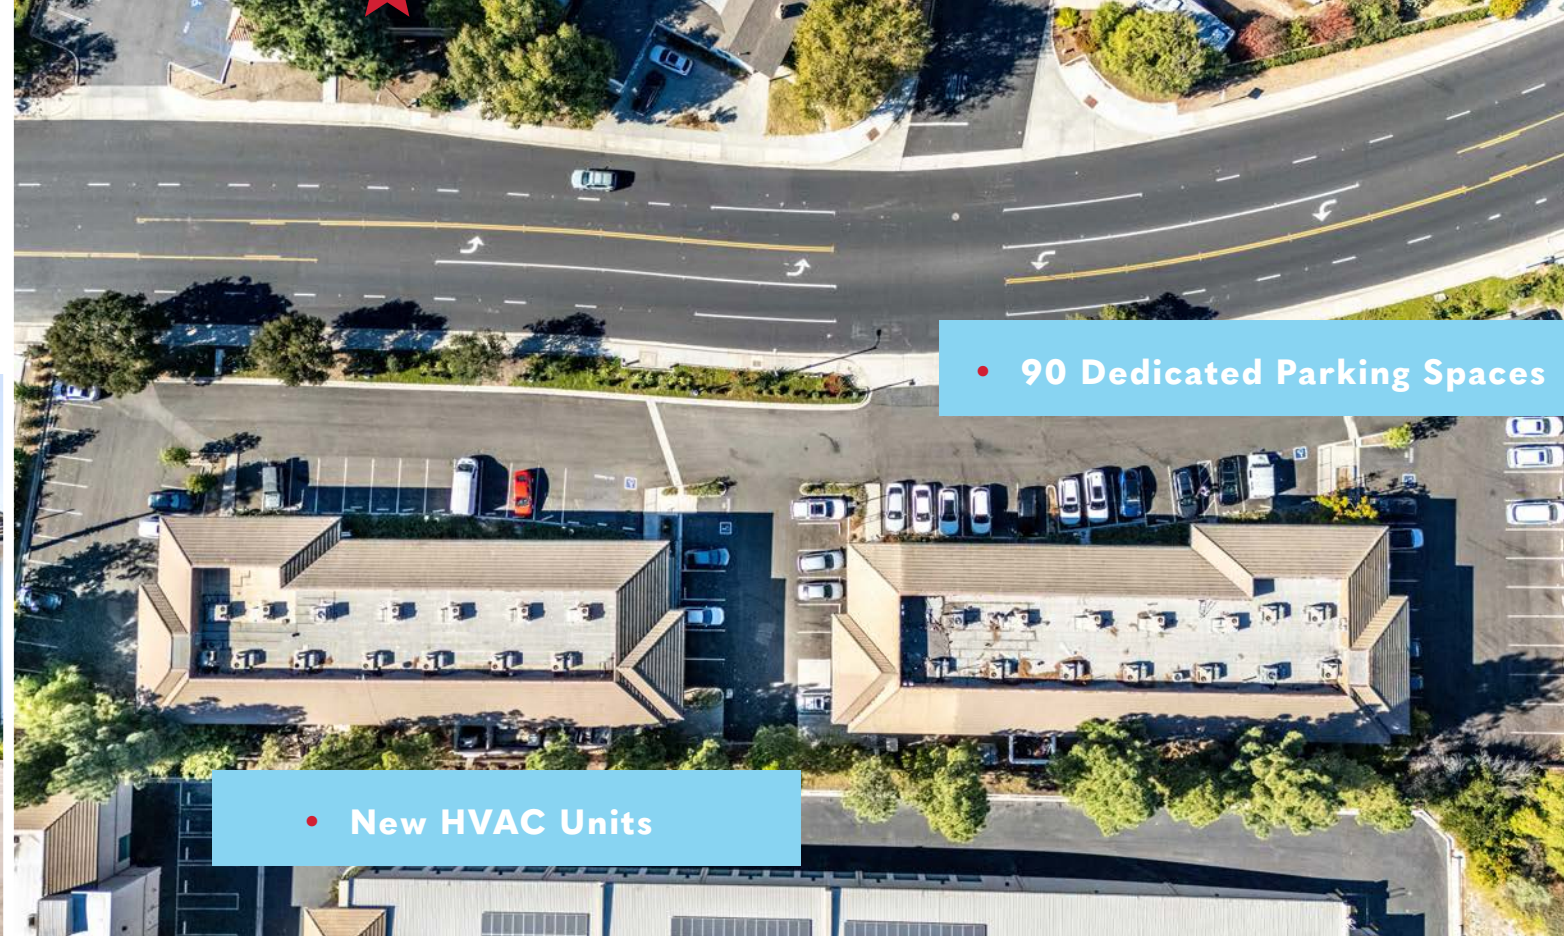 • 90 Dedicated Parking Spaces
• New HVAC Units